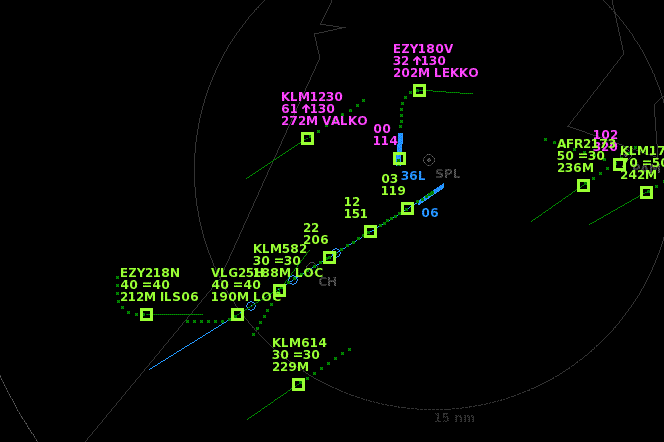 EZY180V
32 ↑130
202M LEKKO
KLM1230
61 ↑130
272M VALKO
00
114
36L
SPL
102
AFR2173
50 =30
236M
KLM17
242M
03
119
06
12
151
22
206
KLM582
30 =30
188M LOC
CH
EZY218N
40 =40
212M ILS06
VLG25H
40 =40
190M LOC
KLM614
30 =30
229M
15 nm